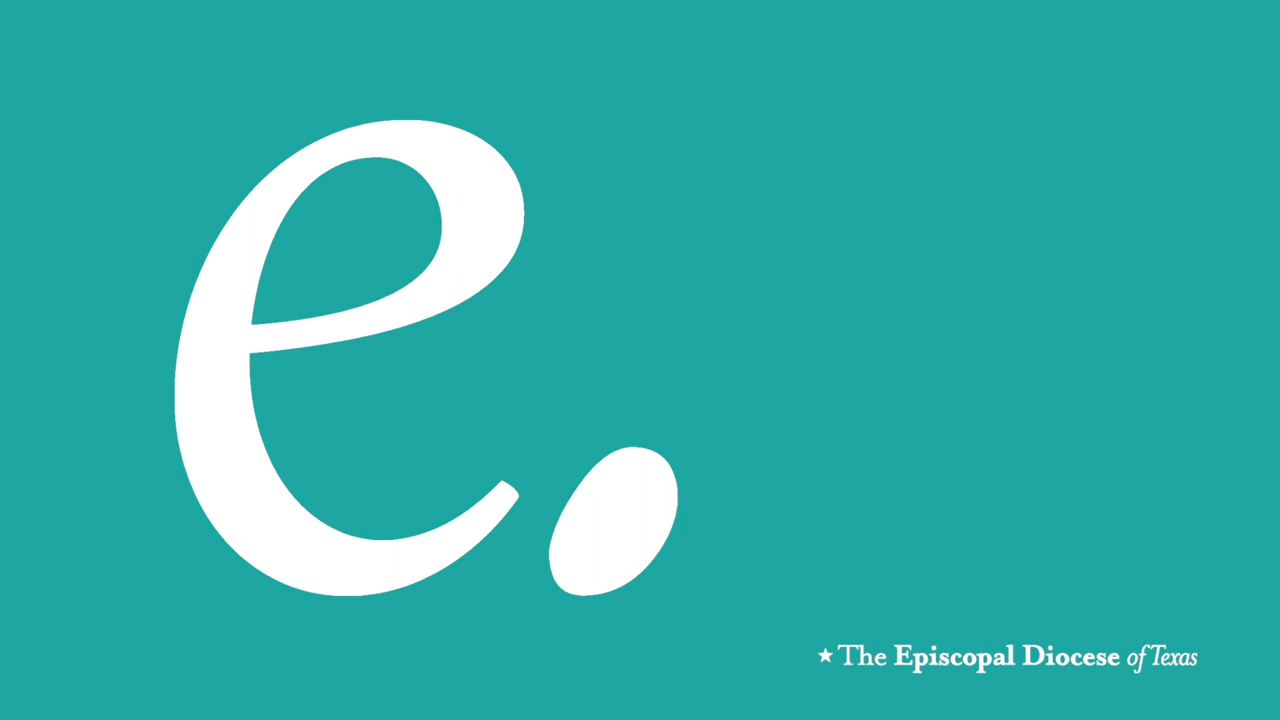 e.
★The Episcopal Diocese of Texas